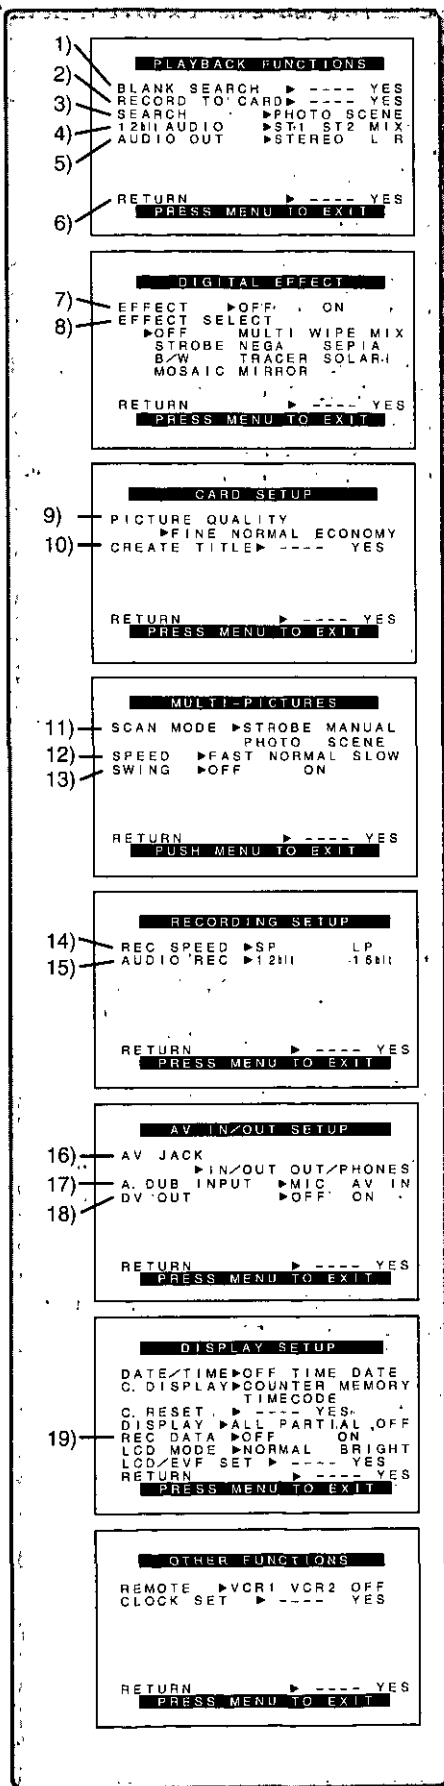 PLAYBACK FUNCTIONS
1) BLANK SEARCH ▶ ---- YES
2) RECORD TO CARD▶ ---- YES
3) SEARCH ▶PHOTO SCENE
4) 12bit AUDIO ▶ST1 ST2 MIX
5) AUDIO OUT ▶STEREO L R
6) RETURN ▶ ---- YES
PRESS MENU TO EXIT
DIGITAL EFFECT
7) EFFECT ▶OFF ON
8) EFFECT SELECT
▶OFF MULTI WIPE MIX
STROBE NEGA SEPIA
B/W TRACER SOLARI
MOSAIC MIRROR
RETURN ▶ ---- YES
PRESS MENU TO EXIT
CARD SETUP
9) PICTURE QUALITY
▶FINE NORMAL ECONOMY
10) CREATE TITLE▶ ---- YES
RETURN ▶ ---- YES
PRESS MENU TO EXIT
MULTI-PICTURES
11) SCAN MODE ▶STROBE MANUAL
PHOTO SCENE
12) SPEED ▶FAST NORMAL SLOW
13) SWING ▶OFF ON
RETURN ▶ ---- YES
PUSH MENU TO EXIT
RECORDING SETUP
14) REC SPEED ▶SP LP
15) AUDIO REC ▶12bit 16bit
RETURN ▶ ---- YES
PRESS MENU TO EXIT
AV IN/OUT SETUP
16) AV JACK
▶IN/OUT OUT/PHONES
17) A. DUB INPUT ▶MIC AV IN
18) DV OUT ▶OFF ON
RETURN ▶ ---- YES
PRESS MENU TO EXIT
DISPLAY SETUP
DATE/TIME▶OFF TIME DATE
C. DISPLAY▶COUNTER MEMORY
TIMECODE
C. RESET ▶ ---- YES
DISPLAY ▶ALL PARTIAL OFF
19) REC DATA ▶OFF ON
LCD MODE ▶NORMAL BRIGHT
LCD/EVF SET ▶ ---- YES
RETURN ▶ ---- YES
PRESS MENU TO EXIT
OTHER FUNCTIONS
REMOTE ▶VCR1 VCR2 OFF
CLOCK SET ▶ ---- YES
RETURN ▶ ---- YES
PRESS MENU TO EXIT